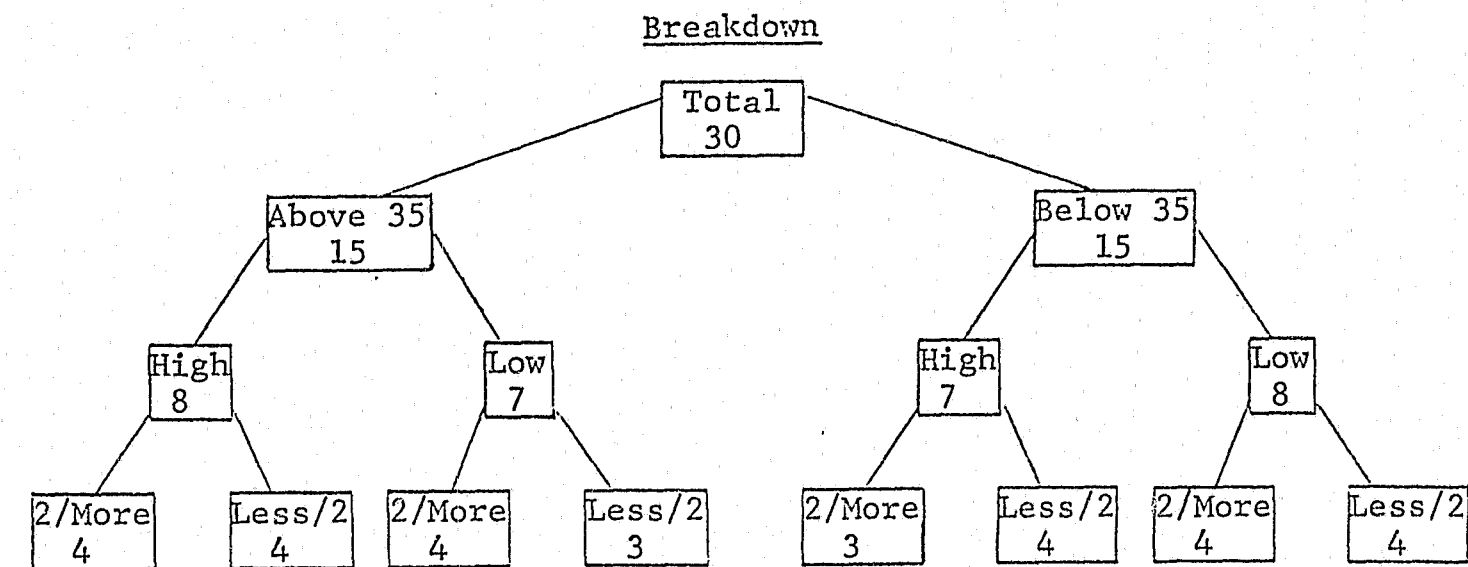 Breakdown
Total
30
Above 35
15
Below 35
15
High
8
Low
7
High
7
Low
8
2/More
4
Less/2
4
2/More
4
Less/2
3
2/More
3
Less/2
4
2/More
4
Less/2
4